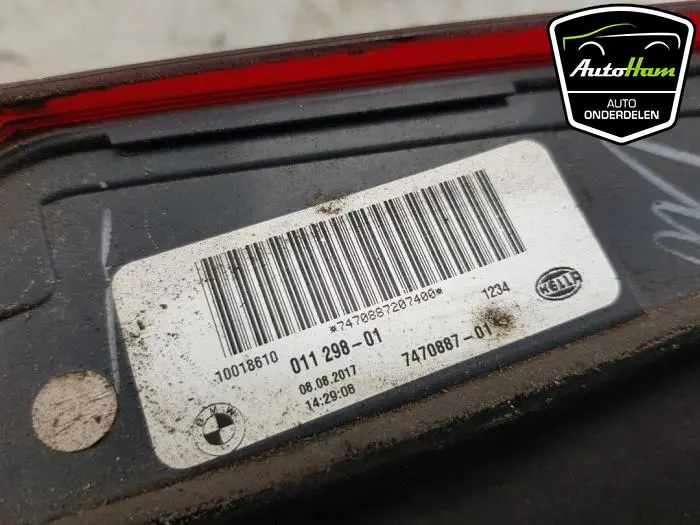 AutoHam
AUTO
ONDERDELEN
*7470887207400*
1234
HELLA
10018610
011 298-01
7470887-01
08.08.2017
14:29:08
BMW